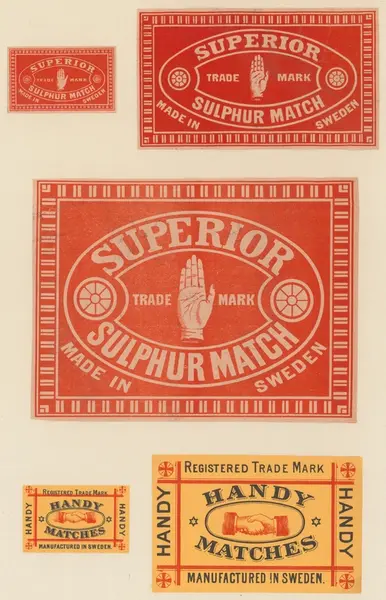 SUPERIOR
TRADE MARK
SULPHUR MATCH
MADE IN SWEDEN
SUPERIOR
TRADE MARK
SULPHUR MATCH
MADE IN SWEDEN
SUPERIOR
TRADE MARK
SULPHUR MATCH
MADE IN SWEDEN
REGISTERED TRADE MARK
HANDY
HANDY
MATCHES
HANDY
MANUFACTURED IN SWEDEN.
REGISTERED TRADE MARK
HANDY
HANDY
MATCHES
HANDY
MANUFACTURED IN SWEDEN.